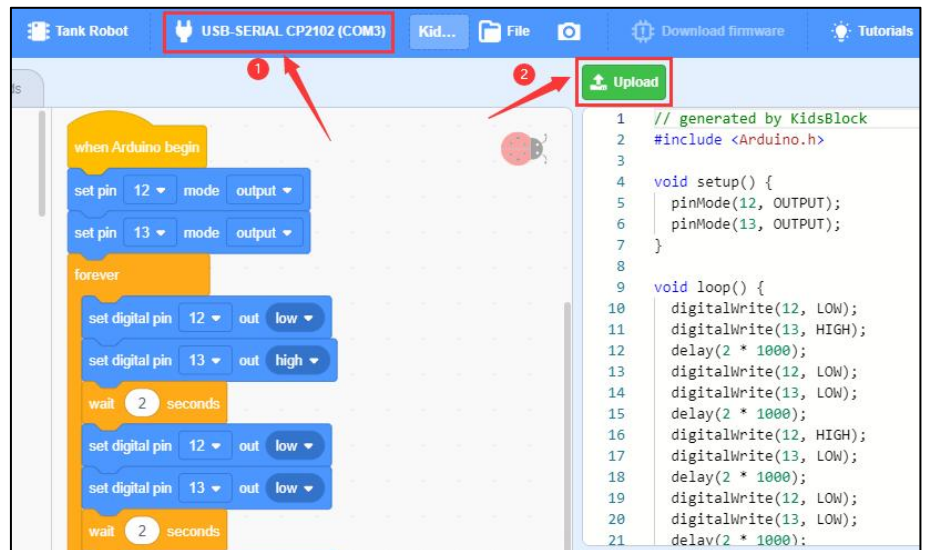 Tank Robot USB-SERIAL CP2102 (COM3) Kid... File Download firmware Tutorials
1
2
Upload
when Arduino begin
set pin 12 mode output
set pin 13 mode output
forever
set digital pin 12 out low
set digital pin 13 out high
wait 2 seconds
set digital pin 12 out low
set digital pin 13 out low
wait 2 seconds
1 // generated by KidsBlock
2 #include <Arduino.h>
3
4 void setup() {
5 pinMode(12, OUTPUT);
6 pinMode(13, OUTPUT);
7 }
8
9 void loop() {
10 digitalWrite(12, LOW);
11 digitalWrite(13, HIGH);
12 delay(2 * 1000);
13 digitalWrite(12, LOW);
14 digitalWrite(13, LOW);
15 delay(2 * 1000);
16 digitalWrite(12, HIGH);
17 digitalWrite(13, LOW);
18 delay(2 * 1000);
19 digitalWrite(12, LOW);
20 digitalWrite(13, LOW);
21 delay(2 * 1000);